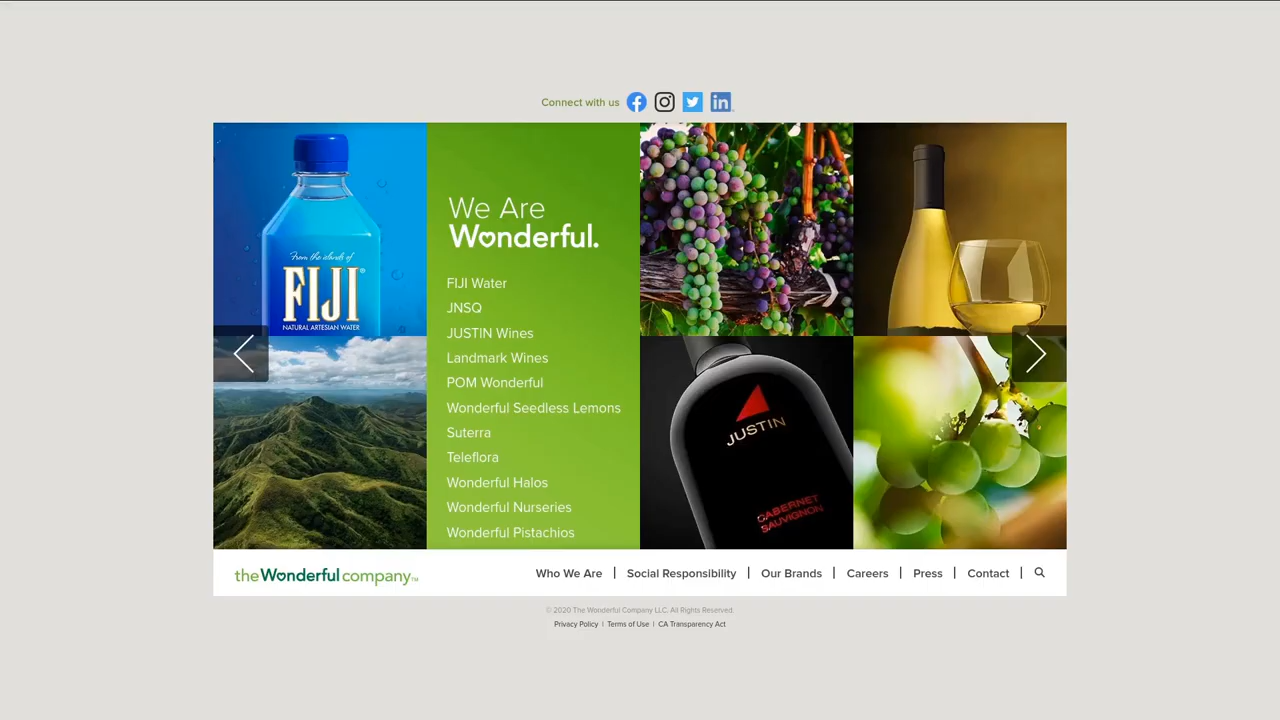 Connect with us
From the islands of
FIJI®
NATURAL ARTESIAN WATER
We Are
Wonderful.
FIJI Water
JNSQ
JUSTIN Wines
Landmark Wines
POM Wonderful
Wonderful Seedless Lemons
Suterra
Teleflora
Wonderful Halos
Wonderful Nurseries
Wonderful Pistachios
JUSTIN
CABERNET
SAUVIGNON
the Wonderful company™
Who We Are | Social Responsibility | Our Brands | Careers | Press | Contact |
© 2020 The Wonderful Company LLC. All Rights Reserved.
Privacy Policy | Terms of Use | CA Transparency Act